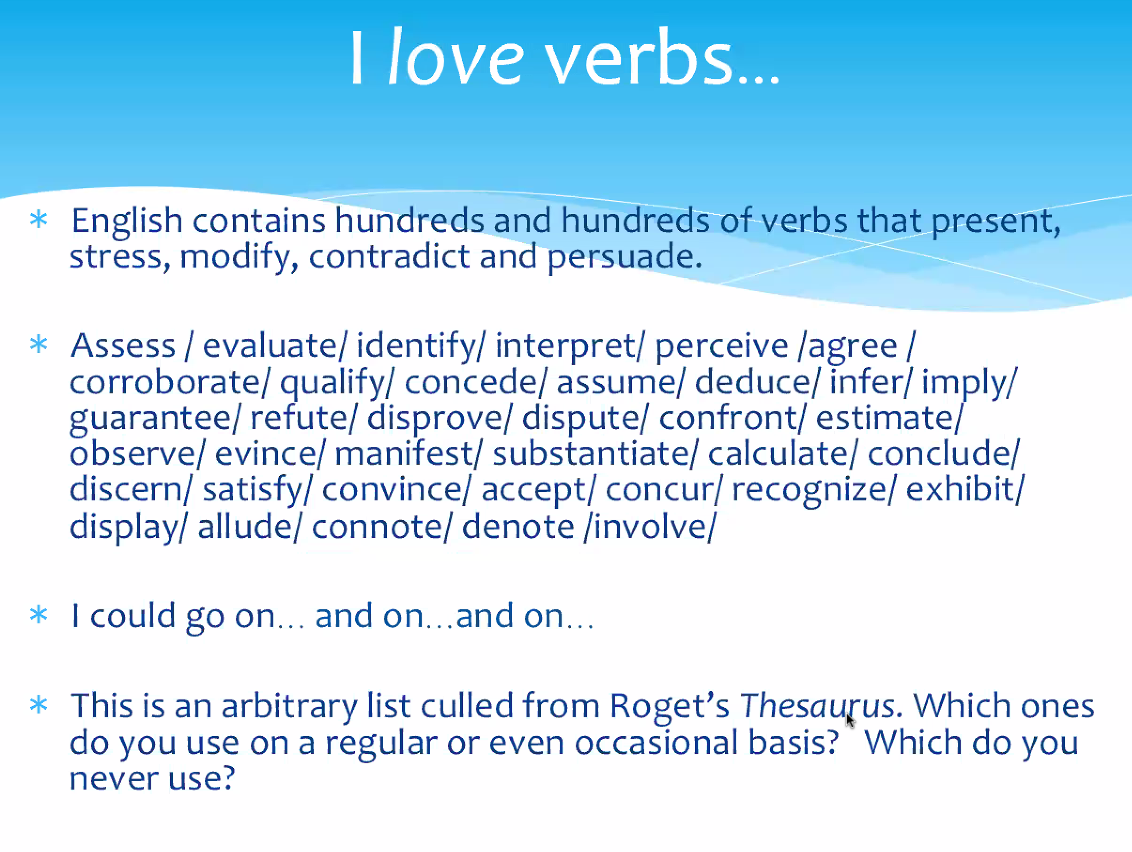 I love verbs...
* English contains hundreds and hundreds of verbs that present,
stress, modify, contradict and persuade.
* Assess / evaluate/ identify/ interpret/ perceive /agree /
corroborate/ qualify/ concede/ assume/ deduce/ infer/ imply/
guarantee/ refute/ disprove/ dispute/ confront/ estimate/
observe/ evince/ manifest/ substantiate/ calculate/ conclude/
discern/ satisfy/ convince/ accept/ concur/ recognize/ exhibit/
display/ allude/ connote/ denote /involve/
* I could go on... and on...and on...
* This is an arbitrary list culled from Roget’s Thesaurus. Which ones
do you use on a regular or even occasional basis? Which do you
never use?